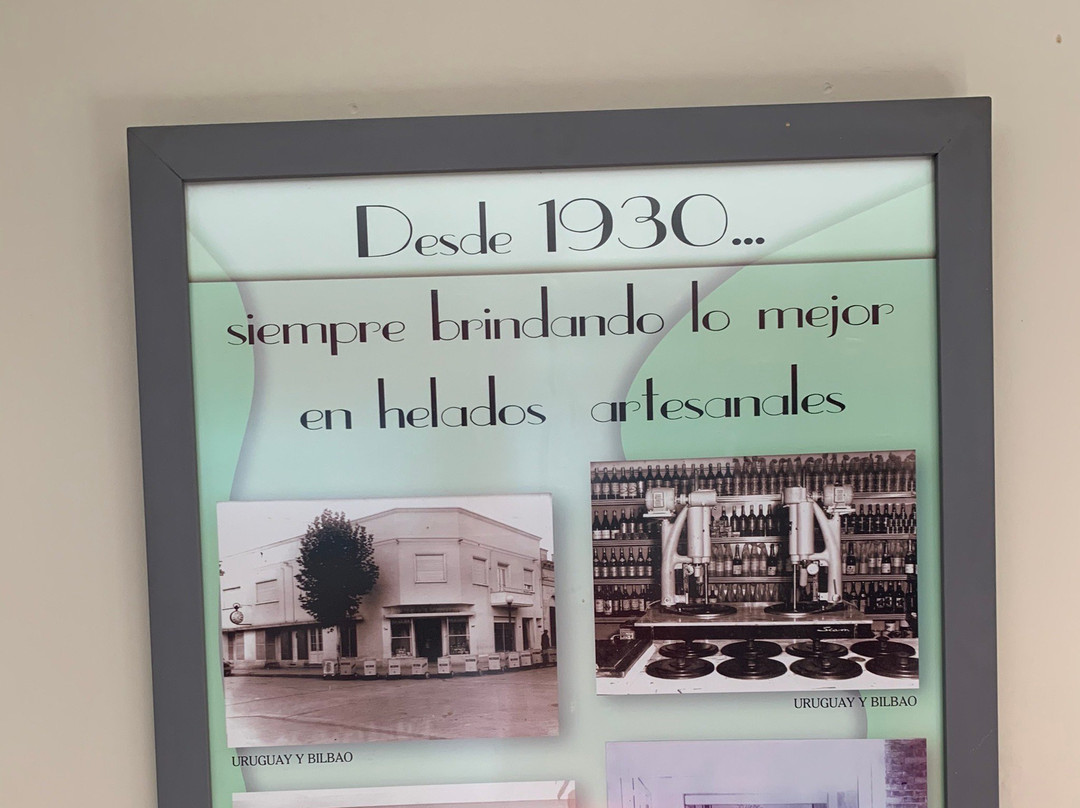 Desde 1930...
siempre brindando lo mejor
en helados artesanales
URUGUAY Y BILBAO
URUGUAY Y BILBAO